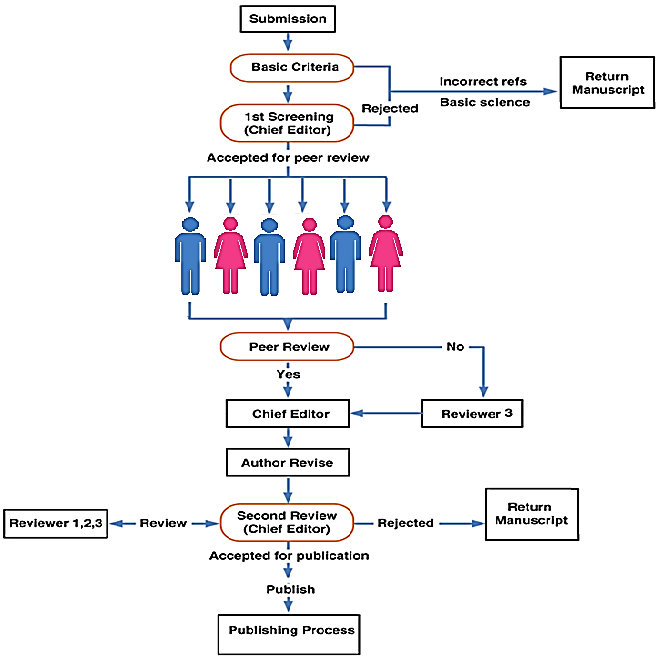 Submission
Basic Criteria
Incorrect refs
Basic science
Return
Manuscript
Rejected
1st Screening
(Chief Editor)
Accepted for peer review
Peer Review
No
Yes
Chief Editor
Reviewer 3
Author Revise
Reviewer 1,2,3
Review
Second Review
(Chief Editor)
Rejected
Return
Manuscript
Accepted for publication
Publish
Publishing Process